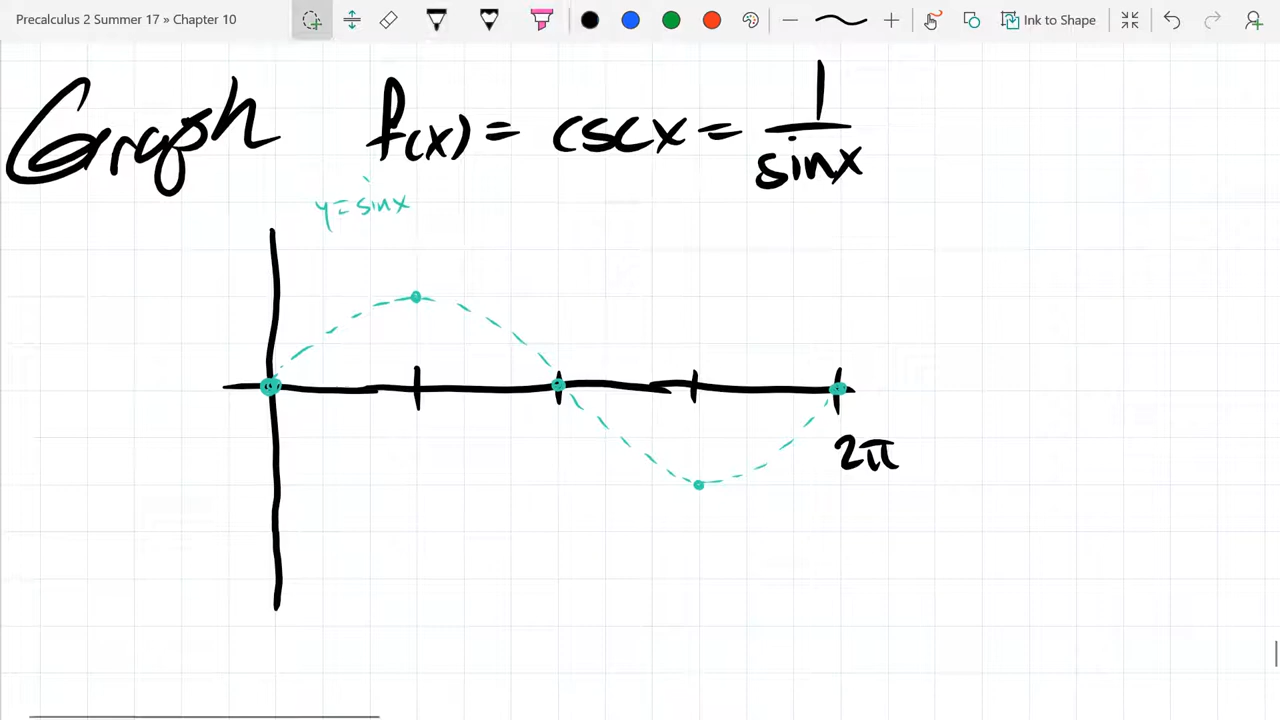 Precalculus 2 Summer 17 » Chapter 10
Ink to Shape
Graph f(x) = cscx = 1/sinx
y = sinx
2π